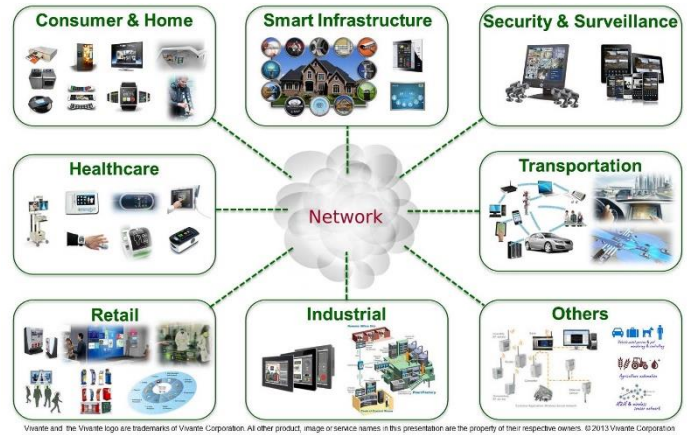 Consumer & Home
Smart Infrastructure
Security & Surveillance
Healthcare
Network
Transportation
Retail
Industrial
Others
Agriculture automation
Vivante and the Vivante logo are trademarks of Vivante Corporation. All other product, image or service names in this presentation are the property of their respective owners. © 2013 Vivante Corporation